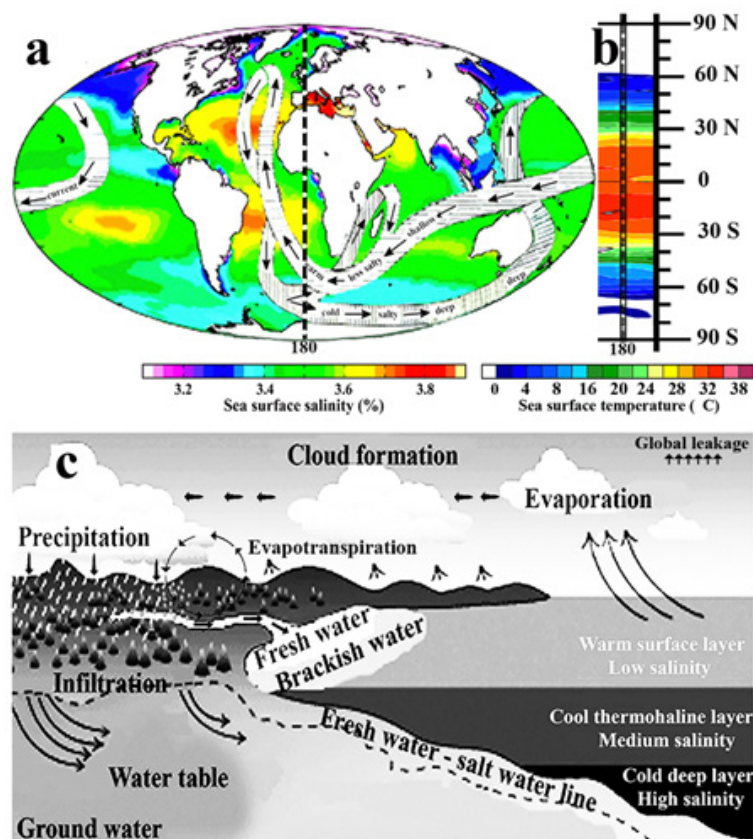 a
b
90 N
60 N
30 N
0
30 S
60 S
90 S
180
current
shallow
less salty
warm
cold
salty
deep
deep
180
3.2 3.4 3.6 3.8
Sea surface salinity (%)
0 4 8 16 20 24 28 32 38
Sea surface temperature ( C)
c
Global leakage
Cloud formation
Evaporation
Precipitation
Evapotranspiration
Fresh water
Brackish water
Warm surface layer
Low salinity
Infiltration
Cool thermohaline layer
Medium salinity
Fresh water - salt water line
Water table
Cold deep layer
High salinity
Ground water